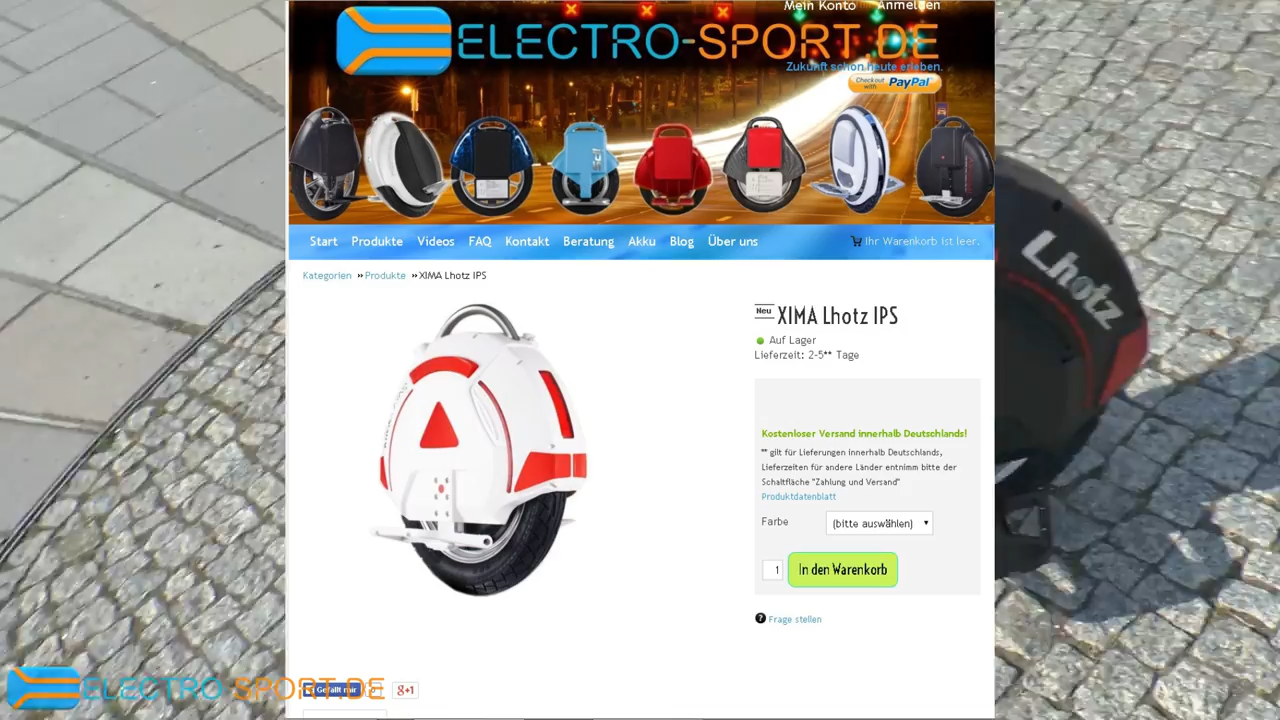 Mein Konto Anmelden
ELECTRO-SPORT.DE
Zukunft schon heute erleben.
Checkout with PayPal
Start Produkte Videos FAQ Kontakt Beratung Akku Blog Über uns Ihr Warenkorb ist leer.
Kategorien » Produkte » XIMA Lhotz IPS
Neu XIMA Lhotz IPS
Auf Lager
Lieferzeit: 2-5** Tage
Kostenloser Versand innerhalb Deutschlands!
** gilt für Lieferungen innerhalb Deutschlands,
Lieferzeiten für andere Länder entnimm bitte der
Schaltfläche "Zahlung und Versand"
Produktdatenblatt
Farbe (bitte auswählen)
1 In den Warenkorb
? Frage stellen
Lhotz
Gefällt mir 0
g+1
ELECTRO-SPORT.DE